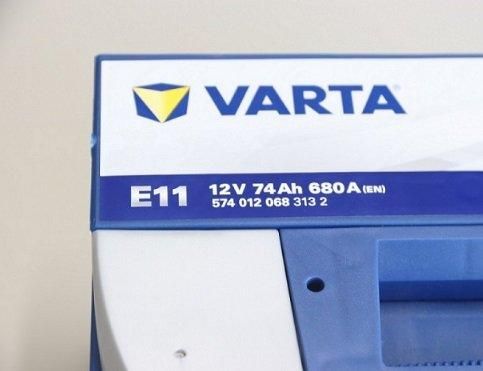 VARTA
E11 12V 74Ah 680A (EN)
574 012 068 313 2